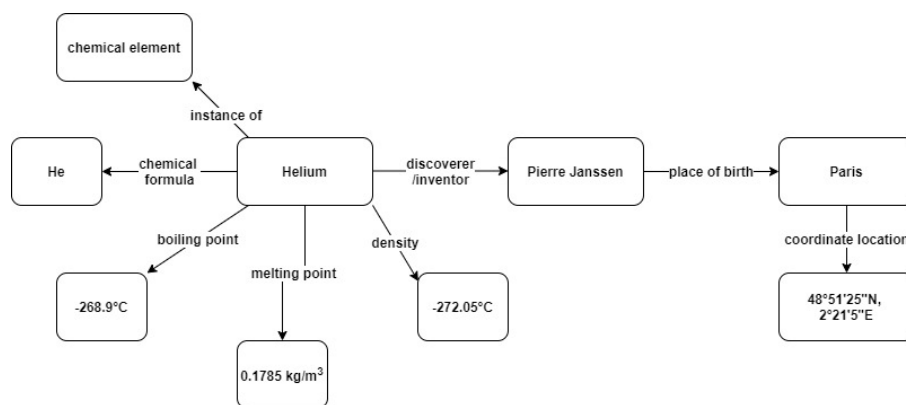 chemical element
instance of
He
chemical
formula
Helium
discoverer
/inventor
Pierre Janssen
place of birth
Paris
boiling point
melting point
density
coordinate location
-268.9°C
0.1785 kg/m³
-272.05°C
48°51'25"N,
2°21'5"E